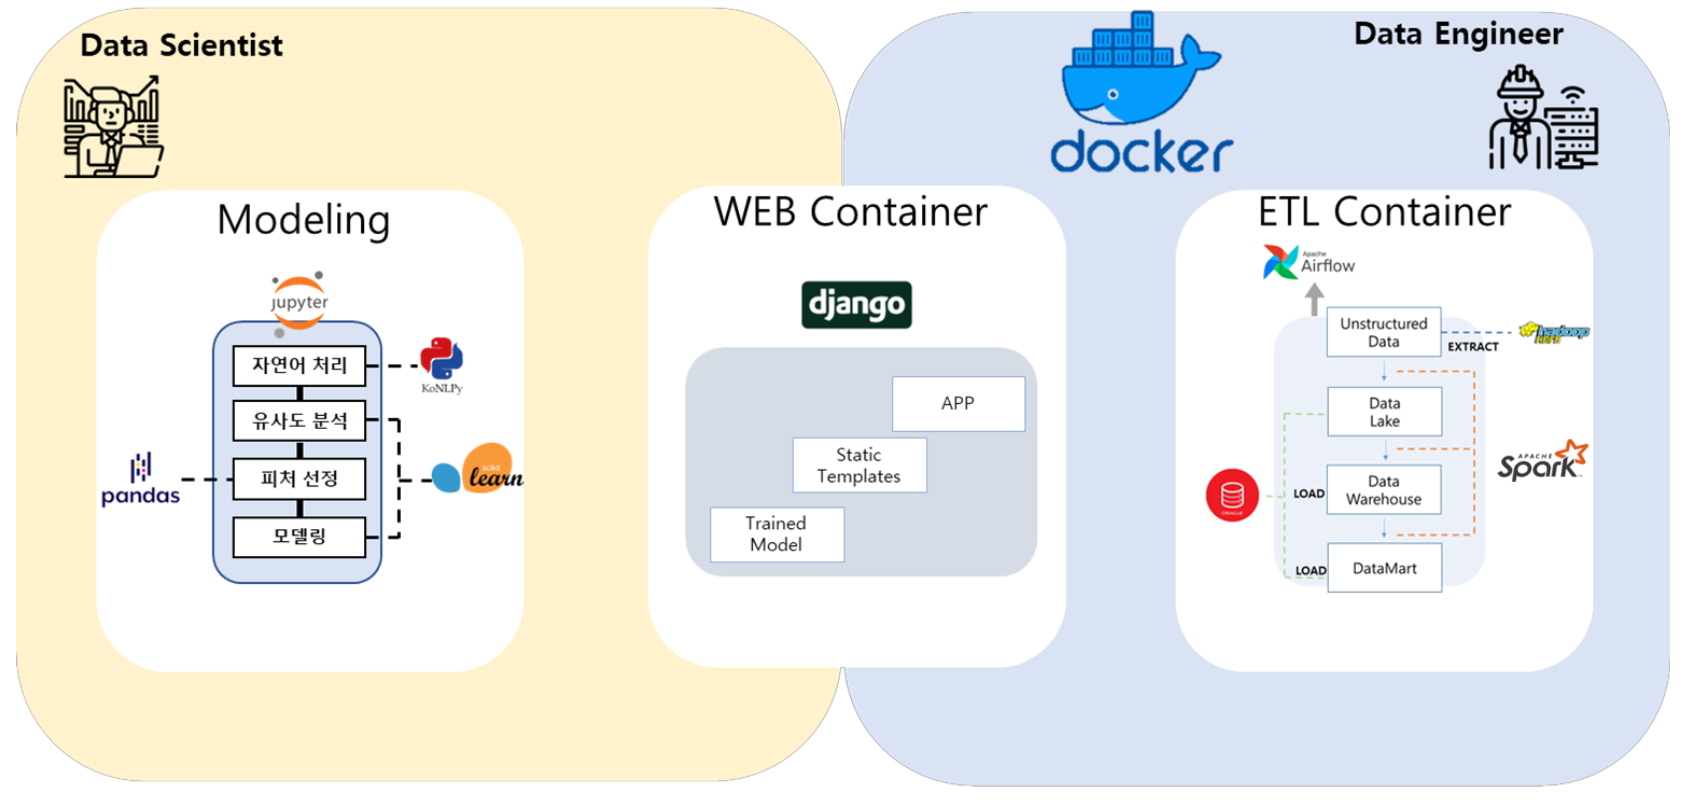 Data Scientist
Data Engineer
docker
Modeling
jupyter
자연어 처리
KoNLPy
유사도 분석
pandas
피처 선정
scikit
learn
모델링
WEB Container
django
APP
Static
Templates
Trained
Model
ETL Container
Apache
Airflow
Unstructured
Data
EXTRACT
hadoop
HDFS
Data
Lake
APACHE
Spark
ORACLE
LOAD
Data
Warehouse
LOAD
DataMart